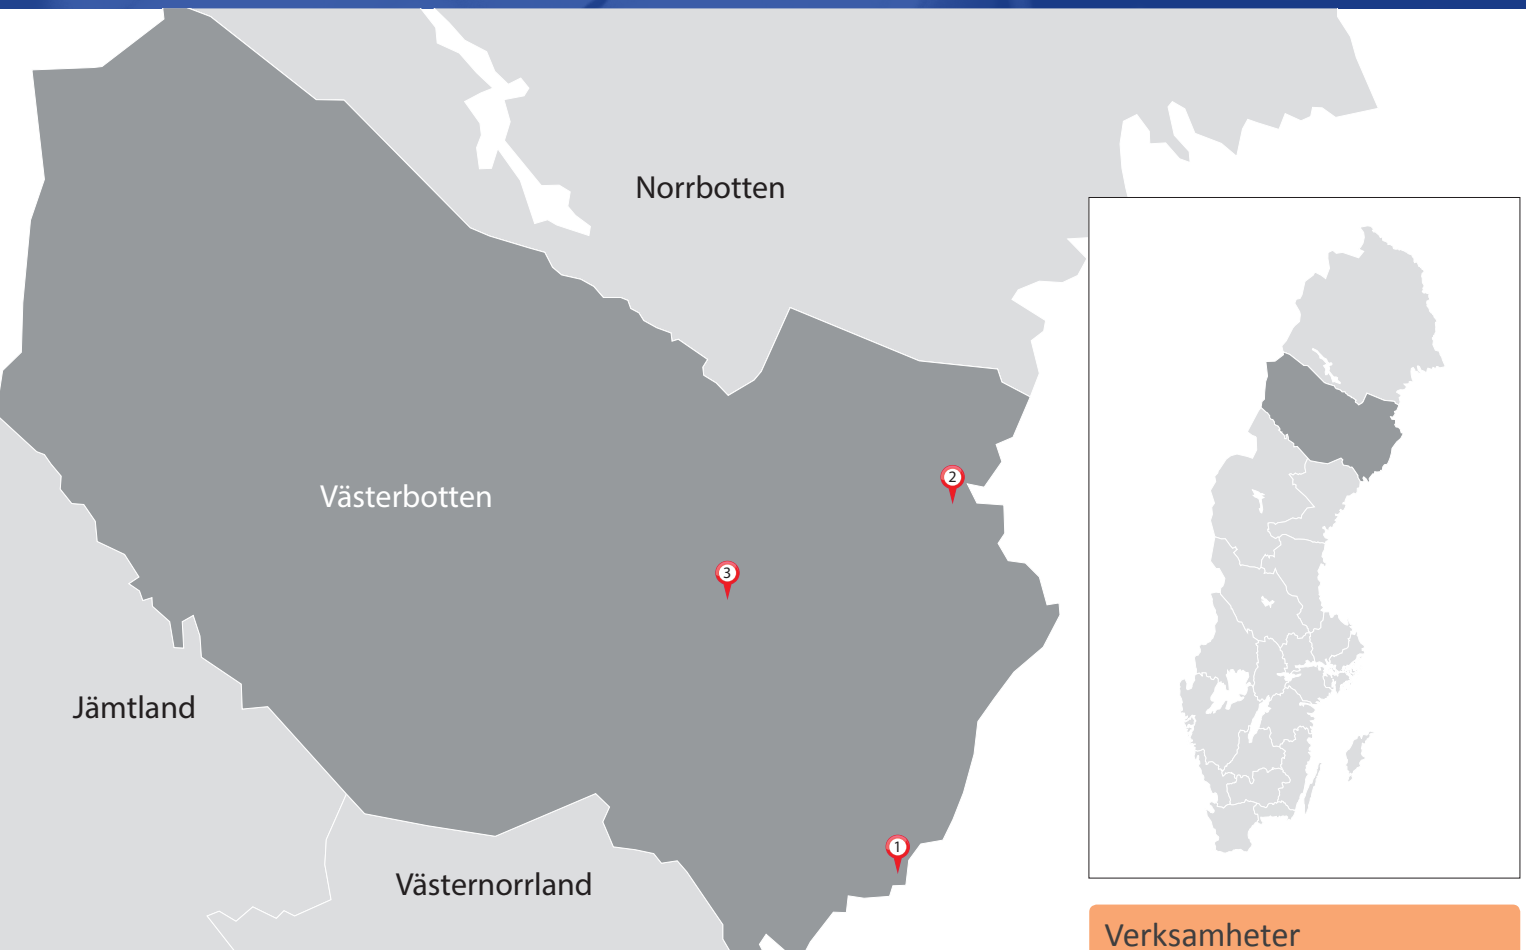 Norrbotten
2
Västerbotten
3
Jämtland
1
Västernorrland
Verksamheter